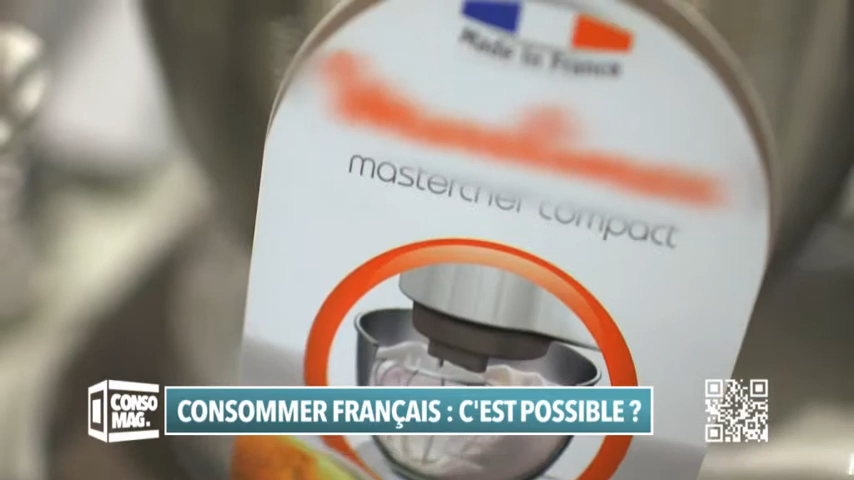 Made in France
masterchef compact
CONSO
MAG.
CONSOMMER FRANÇAIS : C'EST POSSIBLE ?